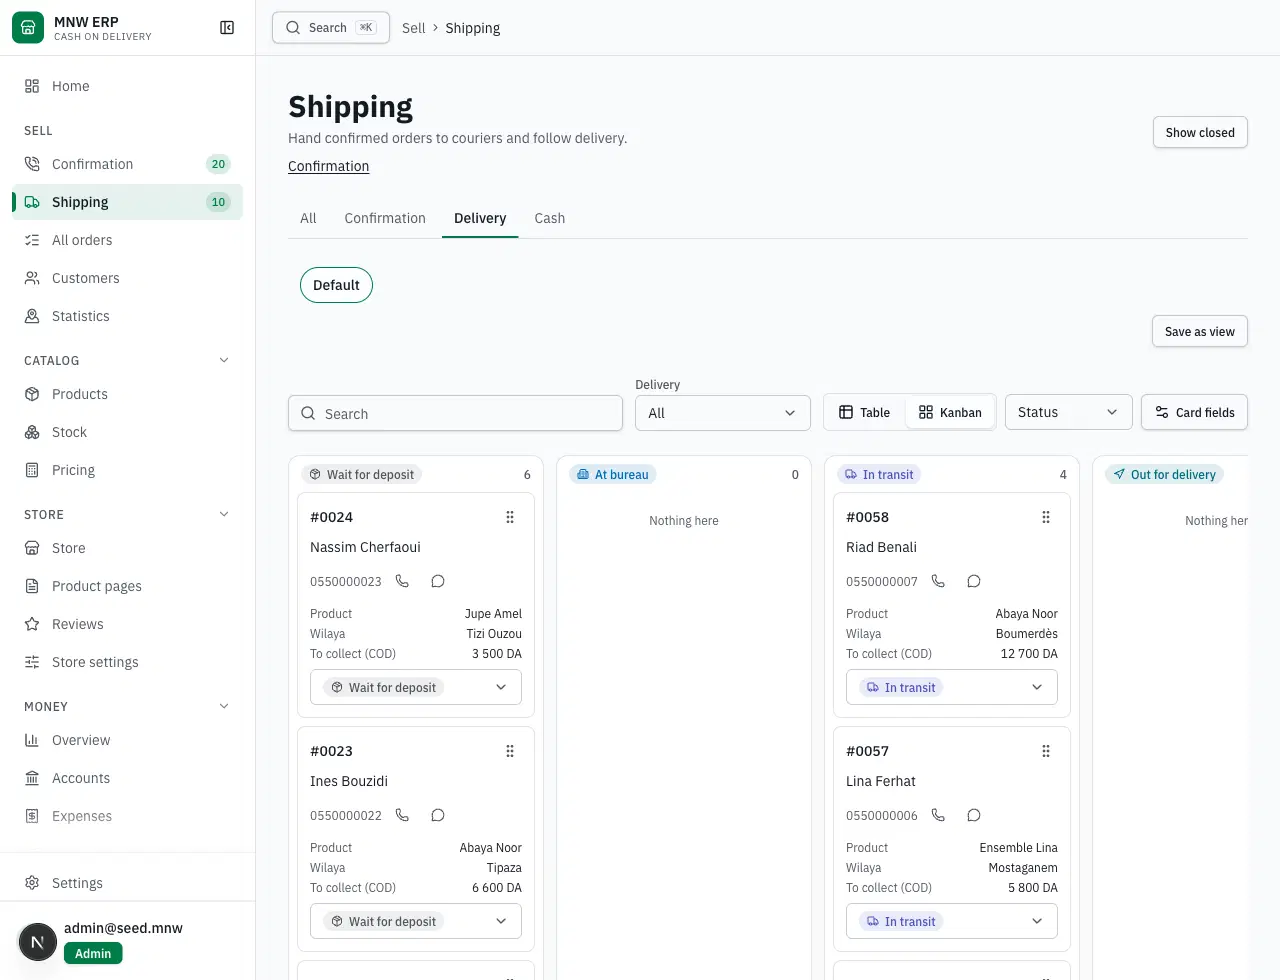 MNW ERP
CASH ON DELIVERY
Search ⌘K
Sell › Shipping
Home
SELL
Confirmation 20
Shipping 10
All orders
Customers
Statistics
CATALOG
Products
Stock
Pricing
STORE
Store
Product pages
Reviews
Store settings
MONEY
Overview
Accounts
Expenses
Settings
N
admin@seed.mnw
Admin
Shipping
Hand confirmed orders to couriers and follow delivery.
Confirmation
Show closed
All Confirmation Delivery Cash
Default
Save as view
Search
Delivery
All
Table Kanban
Status
Card fields
Wait for deposit 6
#0024
Nassim Cherfaoui
0550000023
Product Jupe Amel
Wilaya Tizi Ouzou
To collect (COD) 3 500 DA
Wait for deposit
#0023
Ines Bouzidi
0550000022
Product Abaya Noor
Wilaya Tipaza
To collect (COD) 6 600 DA
Wait for deposit
At bureau 0
Nothing here
In transit 4
#0058
Riad Benali
0550000007
Product Abaya Noor
Wilaya Boumerdès
To collect (COD) 12 700 DA
In transit
#0057
Lina Ferhat
0550000006
Product Ensemble Lina
Wilaya Mostaganem
To collect (COD) 5 800 DA
In transit
Out for delivery
Nothing her